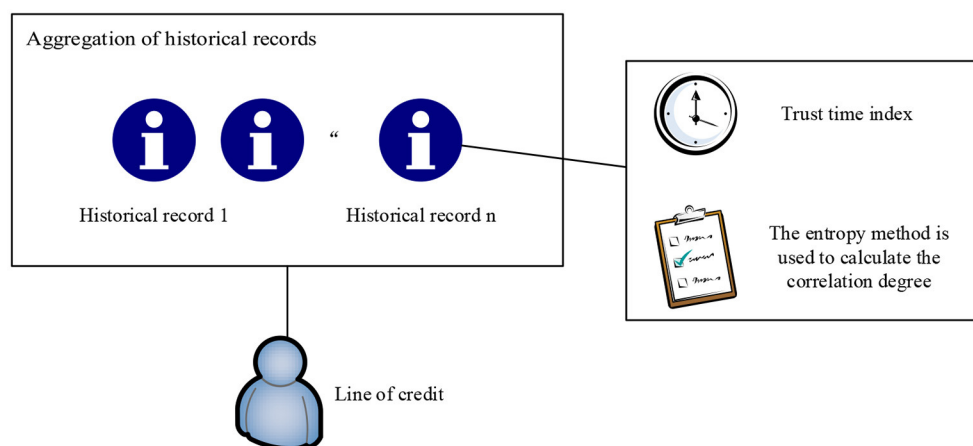 Aggregation of historical records
“
Historical record 1
Historical record n
Trust time index
The entropy method is
used to calculate the
correlation degree
Line of credit